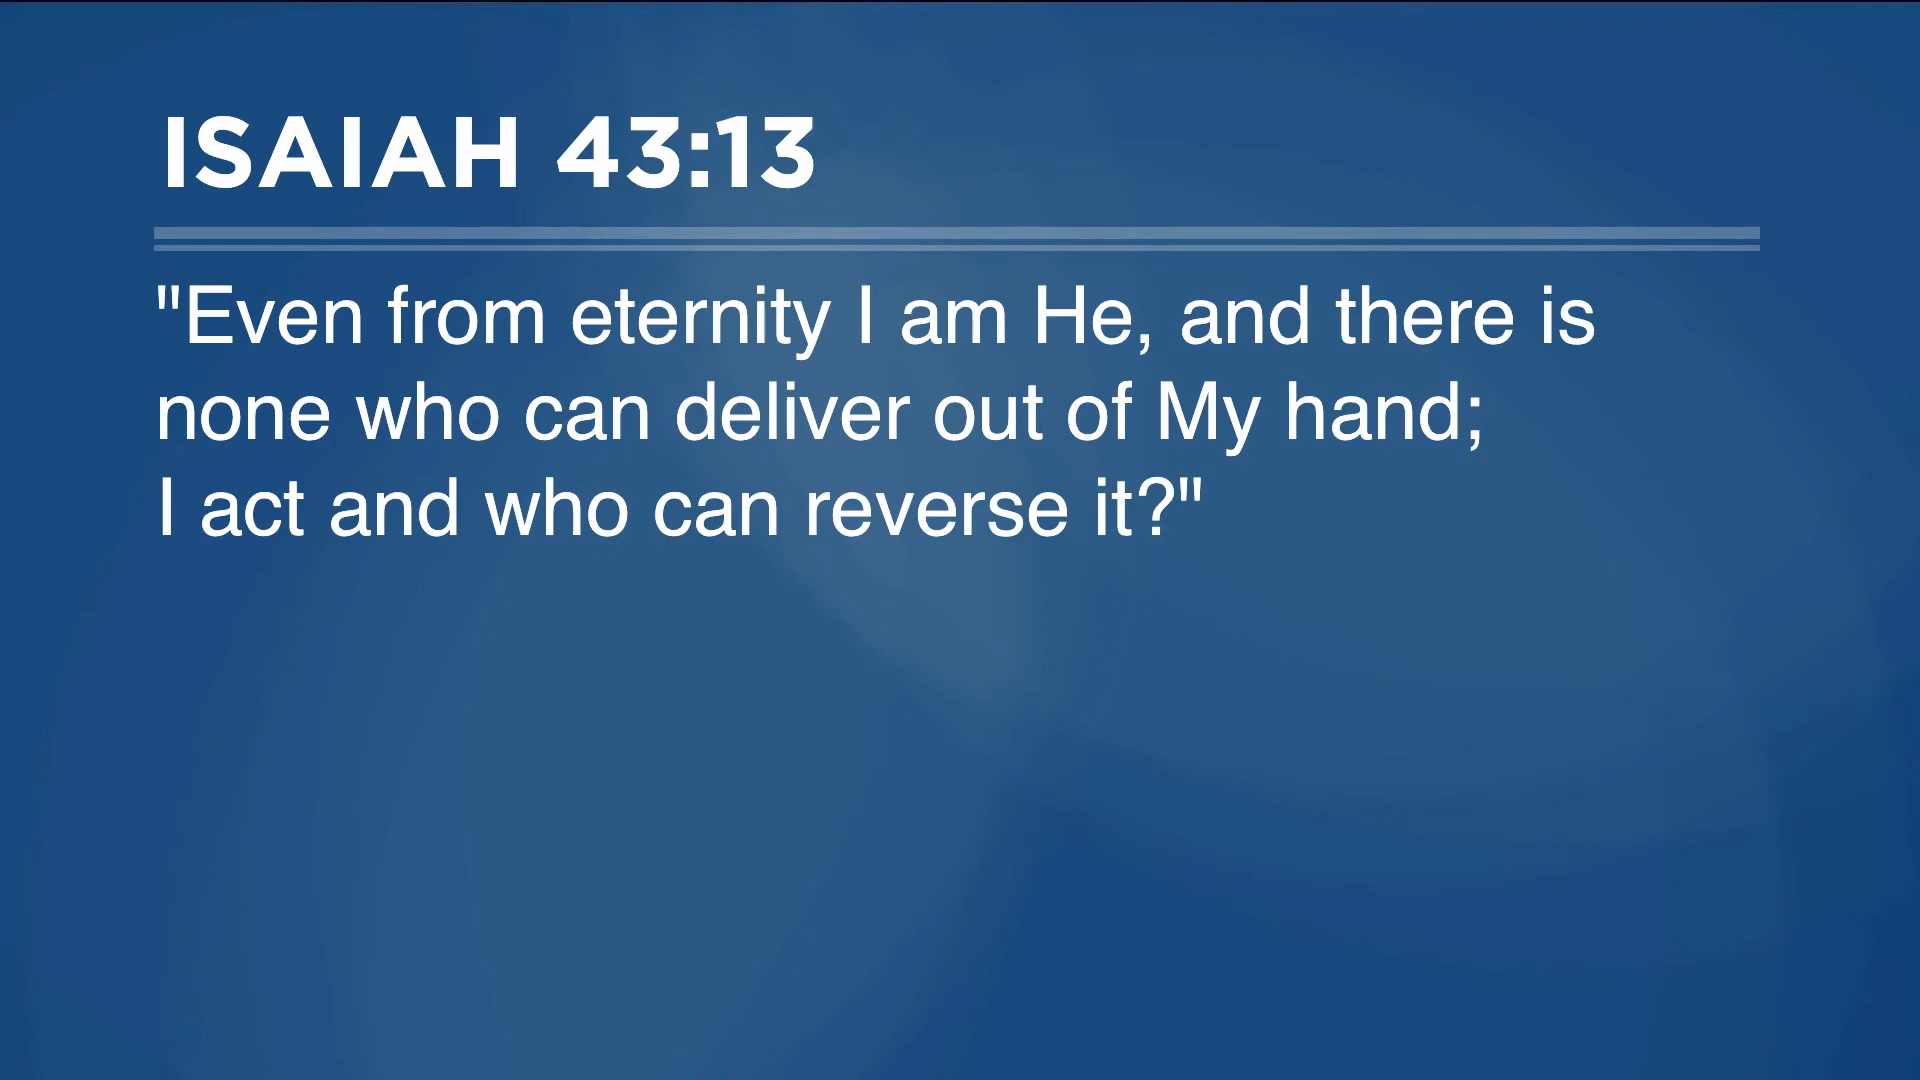 ISAIAH 43:13
"Even from eternity I am He, and there is
none who can deliver out of My hand;
I act and who can reverse it?"